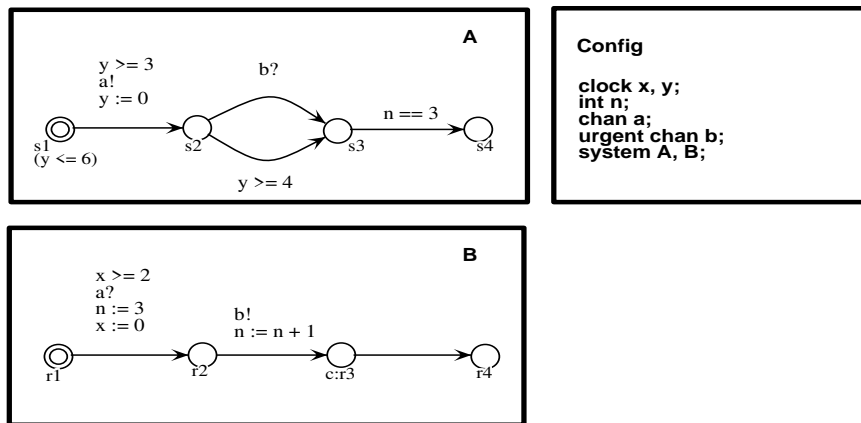 A
y >= 3
a!
y := 0
b?
n == 3
s1
(y <= 6)
s2
s3
s4
y >= 4
Config
clock x, y;
int n;
chan a;
urgent chan b;
system A, B;
B
x >= 2
a?
n := 3
x := 0
b!
n := n + 1
r1
r2
c:r3
r4